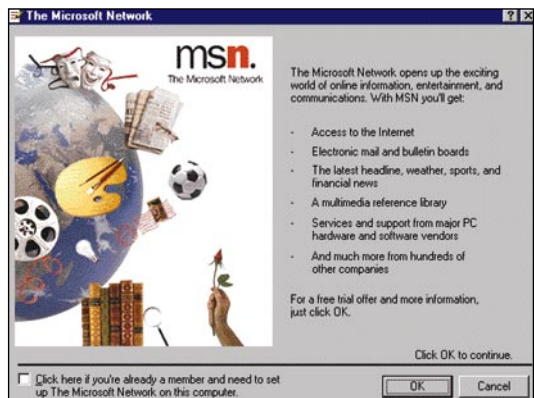 The Microsoft Network
msn.
The Microsoft Network
The Microsoft Network opens up the exciting
world of online information, entertainment, and
communications. With MSN you'll get:
- Access to the Internet
- Electronic mail and bulletin boards
- The latest headline, weather, sports, and
financial news
- A multimedia reference library
- Services and support from major PC
hardware and software vendors
- And much more from hundreds of
other companies
For a free trial offer and more information,
just click OK.
Click OK to continue.
Click here if you're already a member and need to set
up The Microsoft Network on this computer.
OK
Cancel